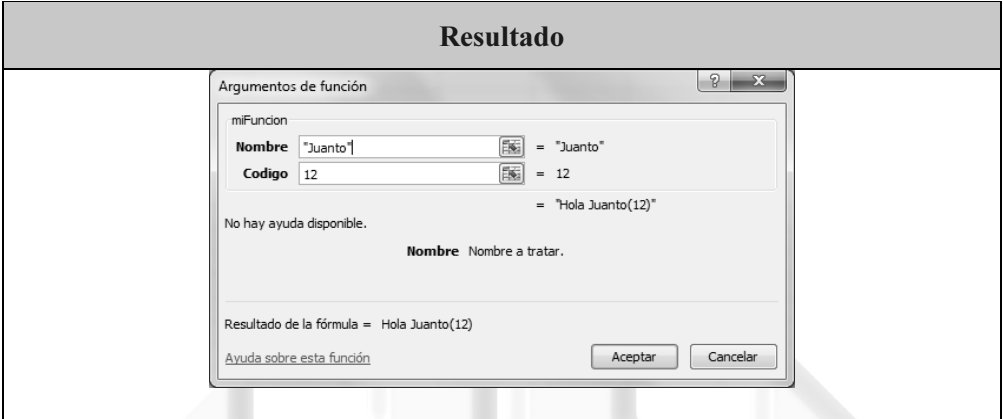 Resultado
Argumentos de función
miFuncion
Nombre "Juanto" = "Juanto"
Codigo 12 = 12
= "Hola Juanto(12)"
No hay ayuda disponible.
Nombre Nombre a tratar.
Resultado de la fórmula = Hola Juanto(12)
Ayuda sobre esta función Aceptar Cancelar